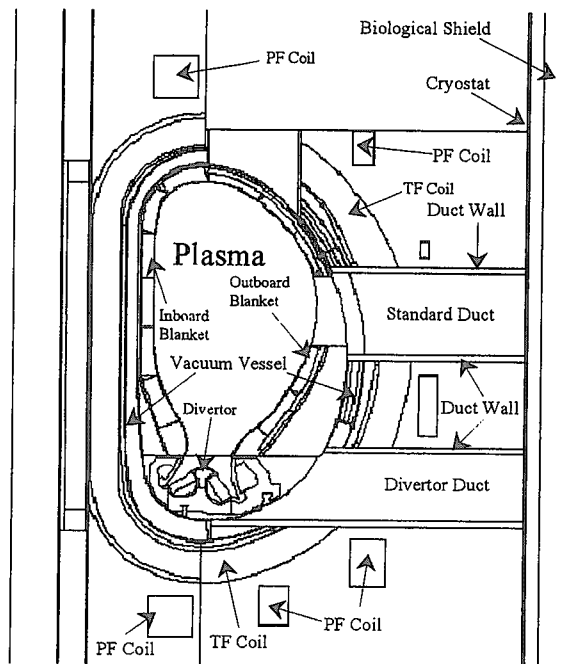 Biological Shield
PF Coil
Cryostat
PF Coil
TF Coil
Duct Wall
Plasma
Outboard
Blanket
Inboard
Blanket
Standard Duct
Vacuum Vessel
Divertor
Duct Wall
Divertor Duct
PF Coil
TF Coil
PF Coil